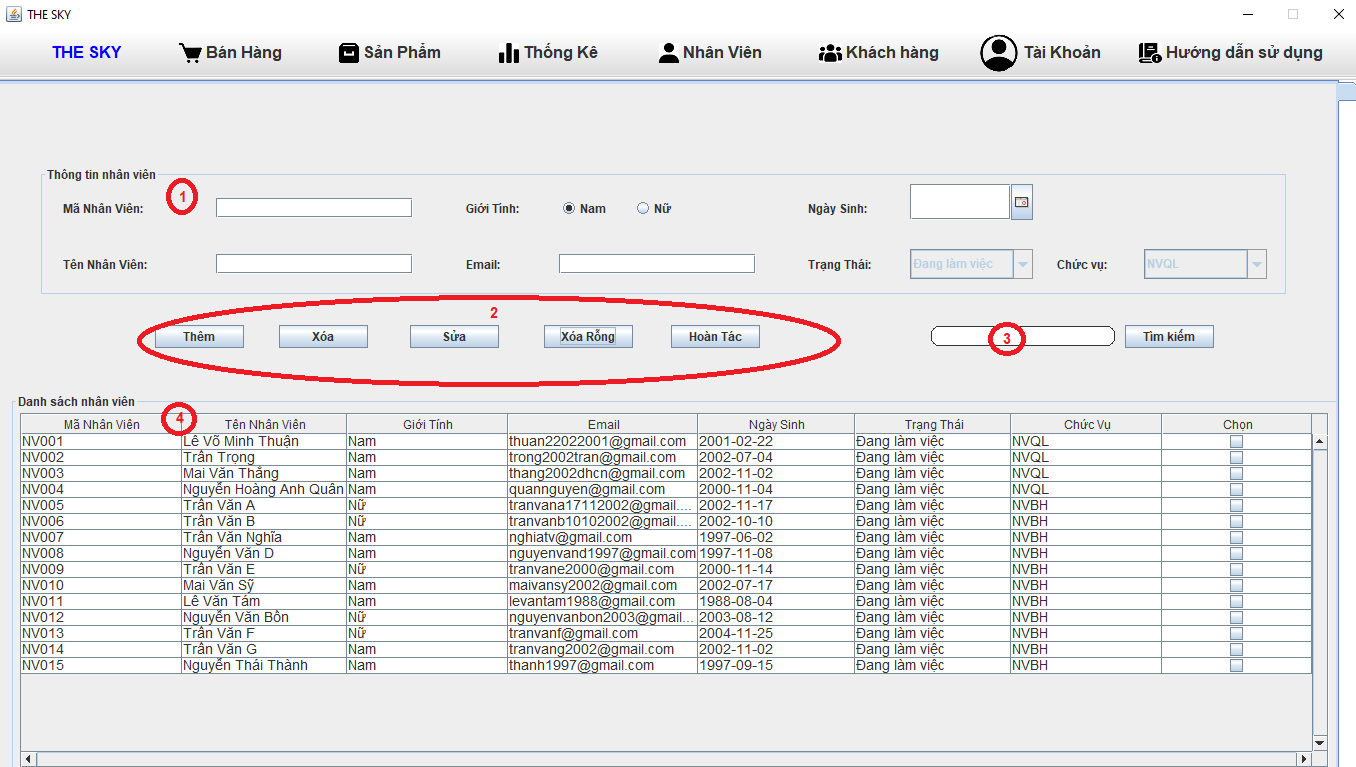 THE SKY
THE SKY Bán Hàng Sản Phẩm Thống Kê Nhân Viên Khách hàng Tài Khoản Hướng dẫn sử dụng
Thông tin nhân viên
1
Mã Nhân Viên: Giới Tính: Nam Nữ Ngày Sinh:
Tên Nhân Viên: Email: Trạng Thái: Đang làm việc Chức vụ: NVQL
2
Thêm Xóa Sửa Xóa Rỗng Hoàn Tác 3 Tìm kiếm
Danh sách nhân viên
4
Mã Nhân Viên Tên Nhân Viên Giới Tính Email Ngày Sinh Trạng Thái Chức Vụ Chọn
NV001 Lê Võ Minh Thuận Nam thuan22022001@gmail.com 2001-02-22 Đang làm việc NVQL
NV002 Trần Trọng Nam trong2002tran@gmail.com 2002-07-04 Đang làm việc NVQL
NV003 Mai Văn Thắng Nam thang2002dhcn@gmail.com 2002-11-02 Đang làm việc NVQL
NV004 Nguyễn Hoàng Anh Quân Nam quannguyen@gmail.com 2000-11-04 Đang làm việc NVQL
NV005 Trần Văn A Nữ tranvana17112002@gmail.... 2002-11-17 Đang làm việc NVBH
NV006 Trần Văn B Nữ tranvanb10102002@gmail.... 2002-10-10 Đang làm việc NVBH
NV007 Trần Văn Nghĩa Nam nghiatv@gmail.com 1997-06-02 Đang làm việc NVBH
NV008 Nguyễn Văn D Nam nguyenvand1997@gmail.com 1997-11-08 Đang làm việc NVBH
NV009 Trần Văn E Nữ tranvane2000@gmail.com 2000-11-14 Đang làm việc NVBH
NV010 Mai Văn Sỹ Nam maivansy2002@gmail.com 2002-07-17 Đang làm việc NVBH
NV011 Lê Văn Tám Nam levantam1988@gmail.com 1988-08-04 Đang làm việc NVBH
NV012 Nguyễn Văn Bôn Nữ nguyenvanbon2003@gmail... 2003-08-12 Đang làm việc NVBH
NV013 Trần Văn F Nữ tranvanf@gmail.com 2004-11-25 Đang làm việc NVBH
NV014 Trần Văn G Nam tranvang2002@gmail.com 2002-11-02 Đang làm việc NVBH
NV015 Nguyễn Thái Thành Nam thanh1997@gmail.com 1997-09-15 Đang làm việc NVBH